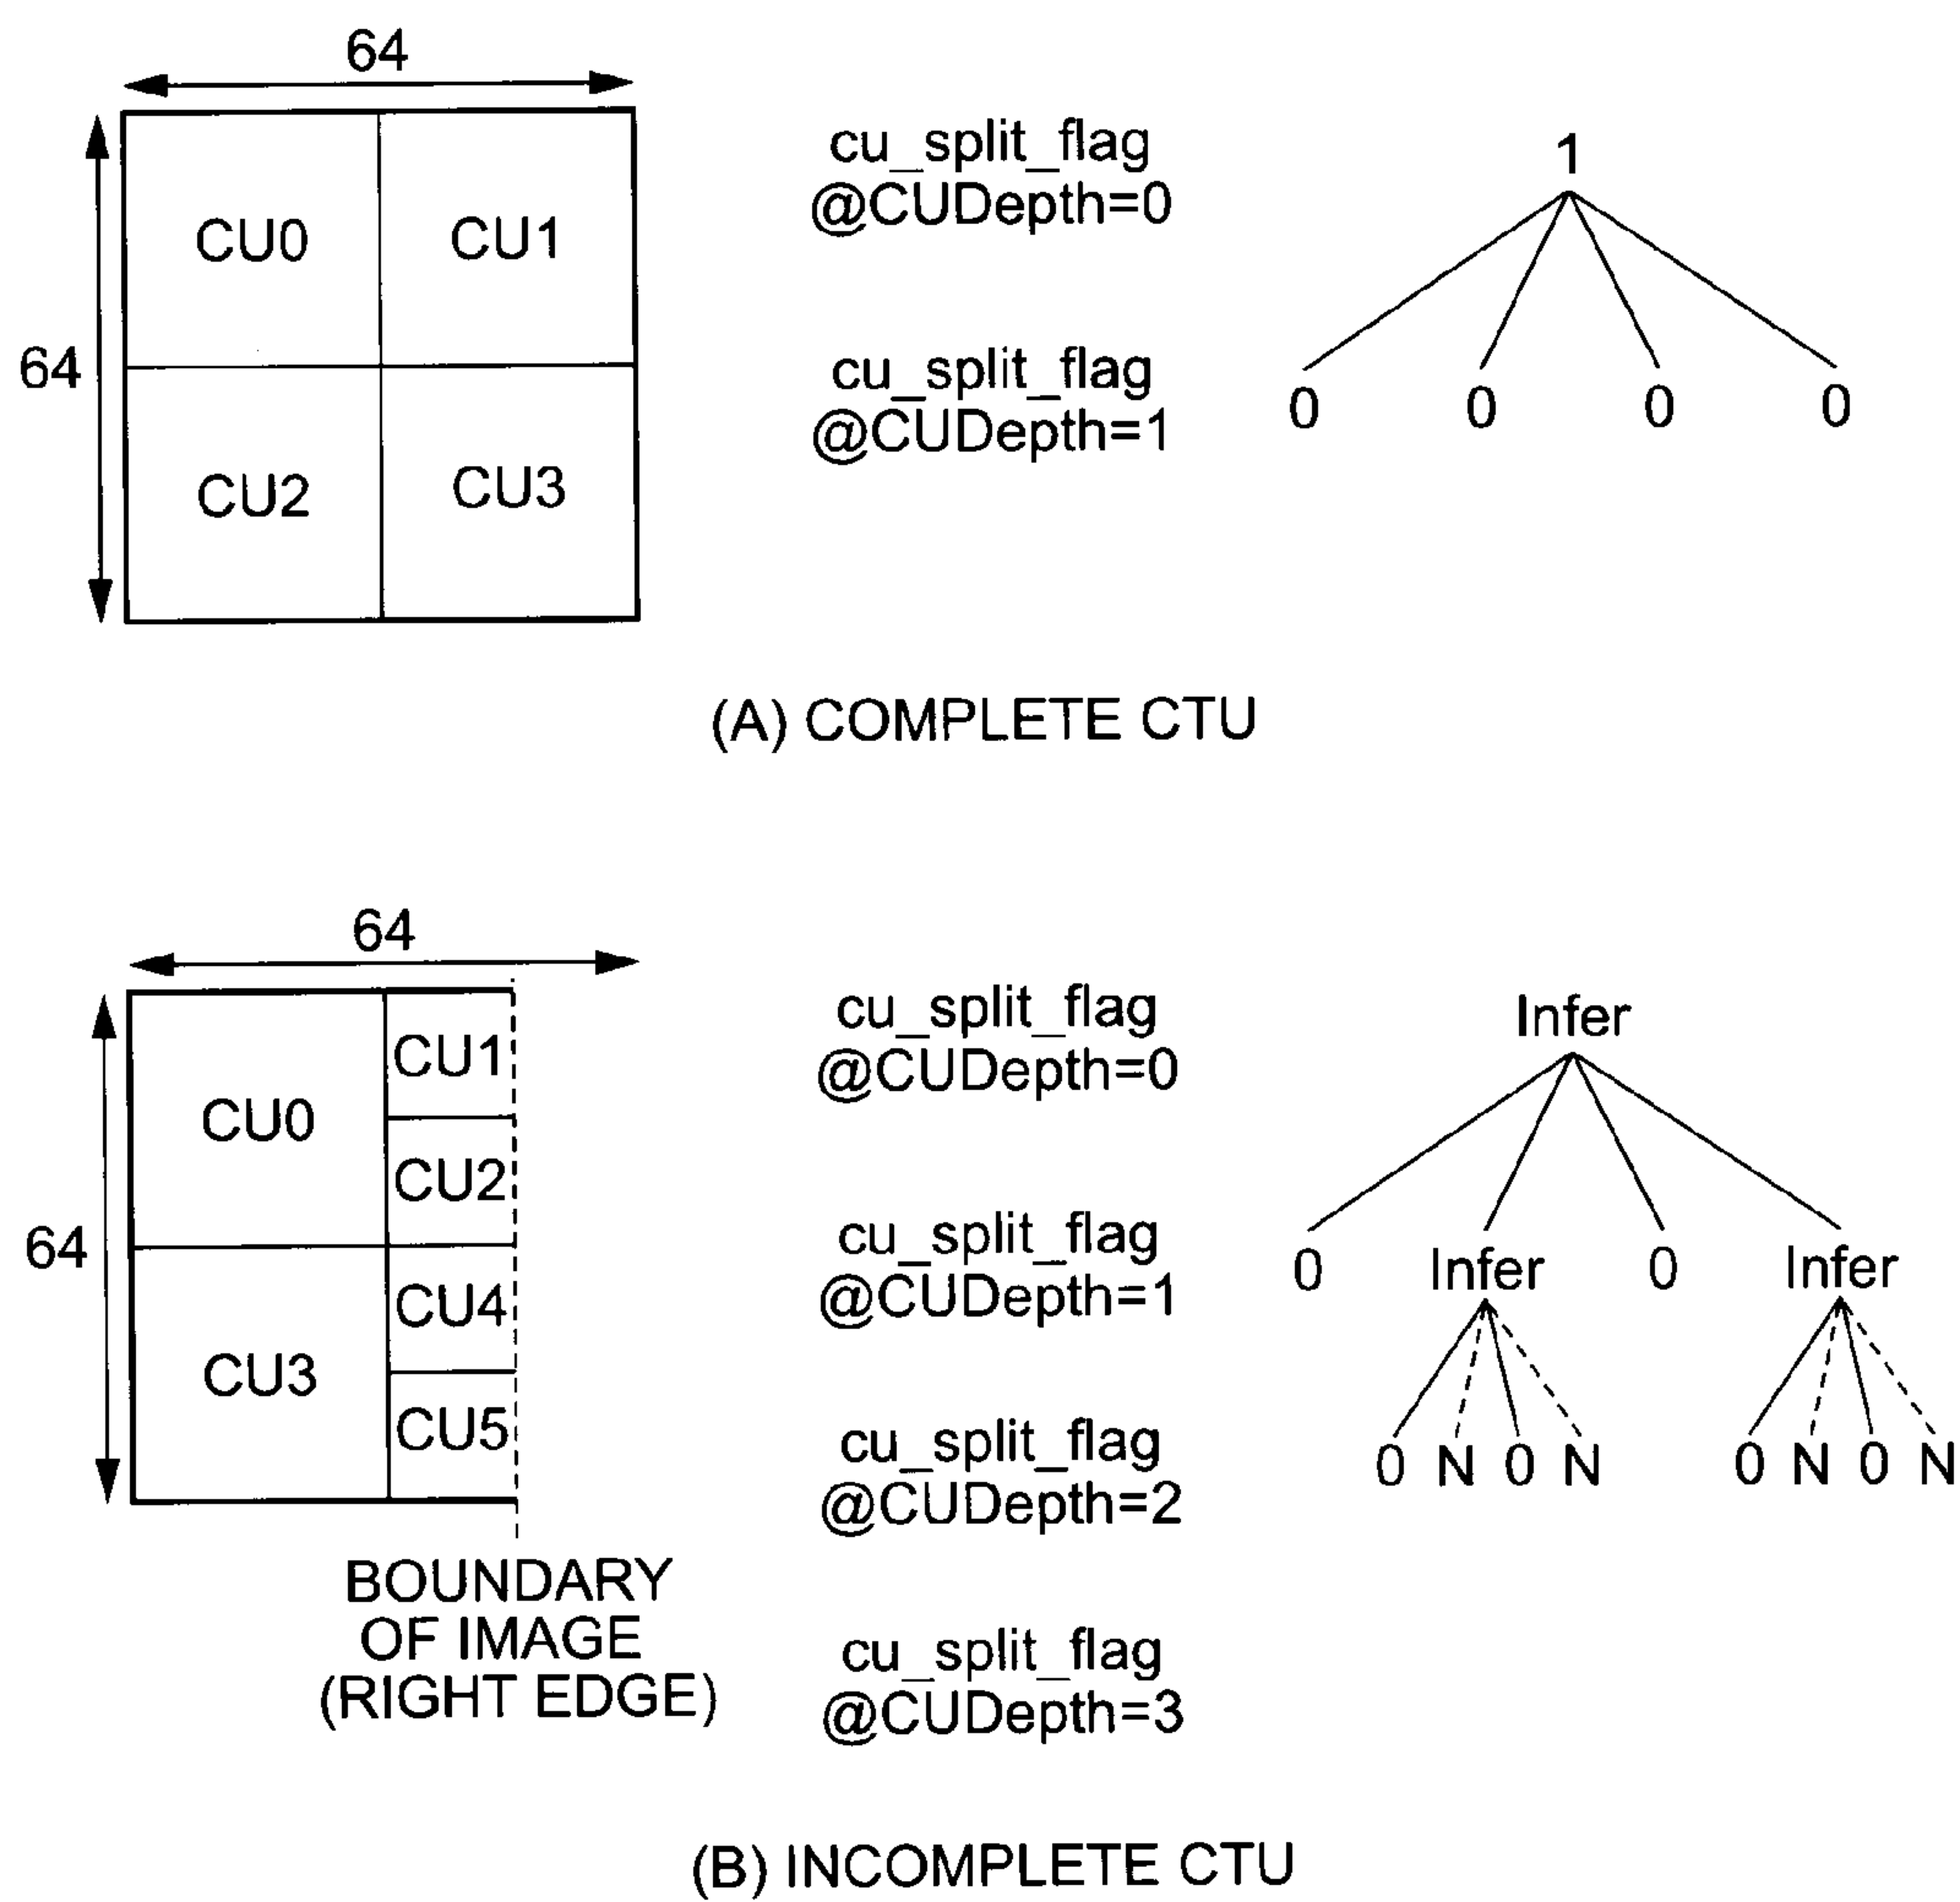 64
64
CU0
CU1
CU2
CU3
cu_split_flag
@CUDepth=0
1
cu_split_flag
@CUDepth=1
0 0 0 0
(A) COMPLETE CTU
64
64
CU0
CU1
CU2
CU3
CU4
CU5
BOUNDARY
OF IMAGE
(RIGHT EDGE)
cu_split_flag
@CUDepth=0
Infer
cu_split_flag
@CUDepth=1
0 Infer 0 Infer
cu_split_flag
@CUDepth=2
0 N 0 N 0 N 0 N
cu_split_flag
@CUDepth=3
(B) INCOMPLETE CTU